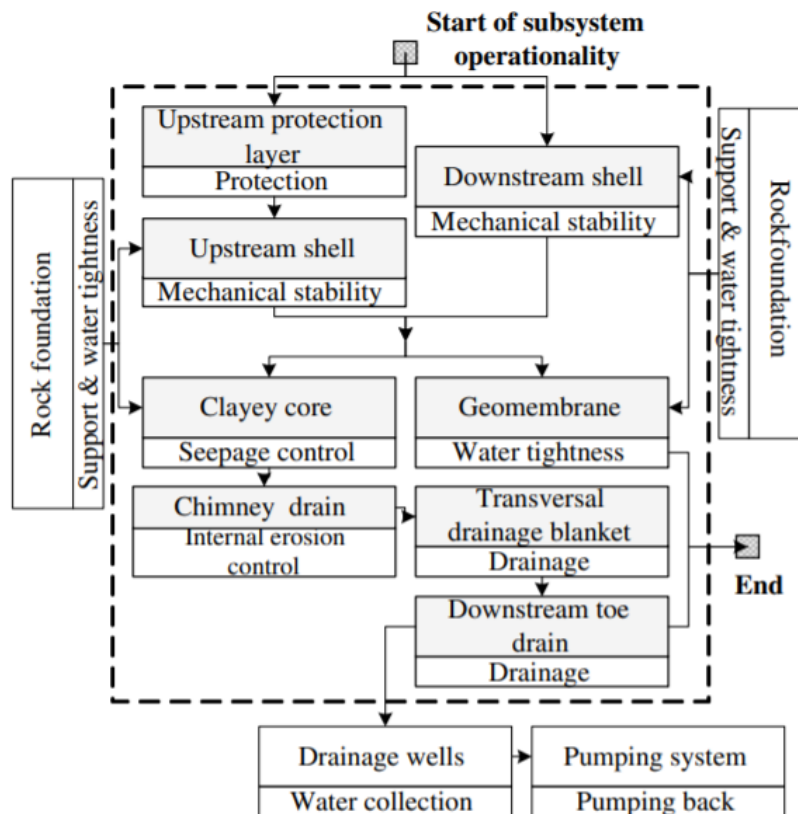 Start of subsystem
operationality
Upstream protection
layer
Protection
Downstream shell
Mechanical stability
Upstream shell
Mechanical stability
Rock foundation
Support & water tightness
Support & water tightness
Rockfoundation
Clayey core
Seepage control
Geomembrane
Water tightness
Chimney drain
Internal erosion
control
Transversal
drainage blanket
Drainage
End
Downstream toe
drain
Drainage
Drainage wells
Water collection
Pumping system
Pumping back